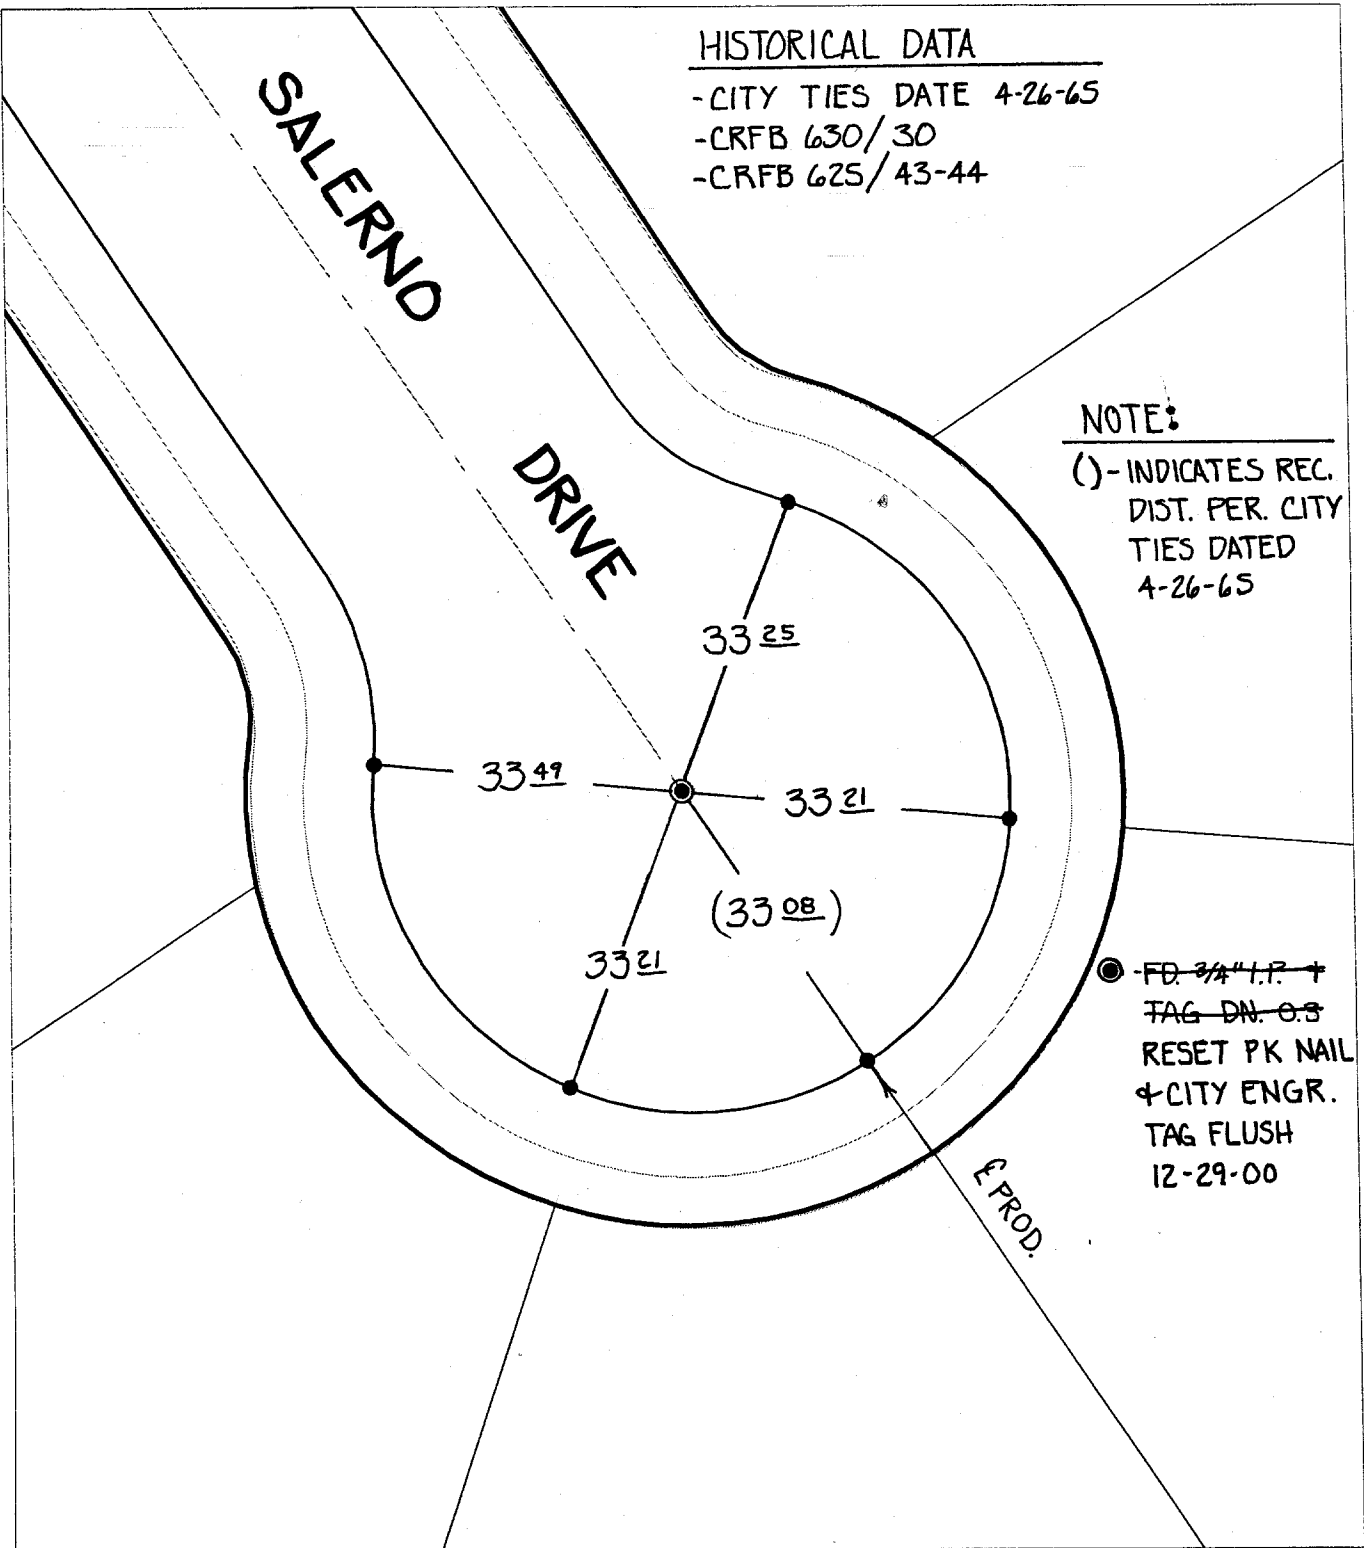 HISTORICAL DATA
-CITY TIES DATE 4-26-65
-CRFB 630/30
-CRFB 625/43-44
SALERNO
DRIVE
NOTE:
()-INDICATES REC.
DIST. PER. CITY
TIES DATED
4-26-65
33 25
33 49
33 21
(33 08)
33 21
-FD. 3/4" I.P. +
TAG DN. 0.3
RESET PK NAIL
& CITY ENGR.
TAG FLUSH
12-29-00
℄ PROD.